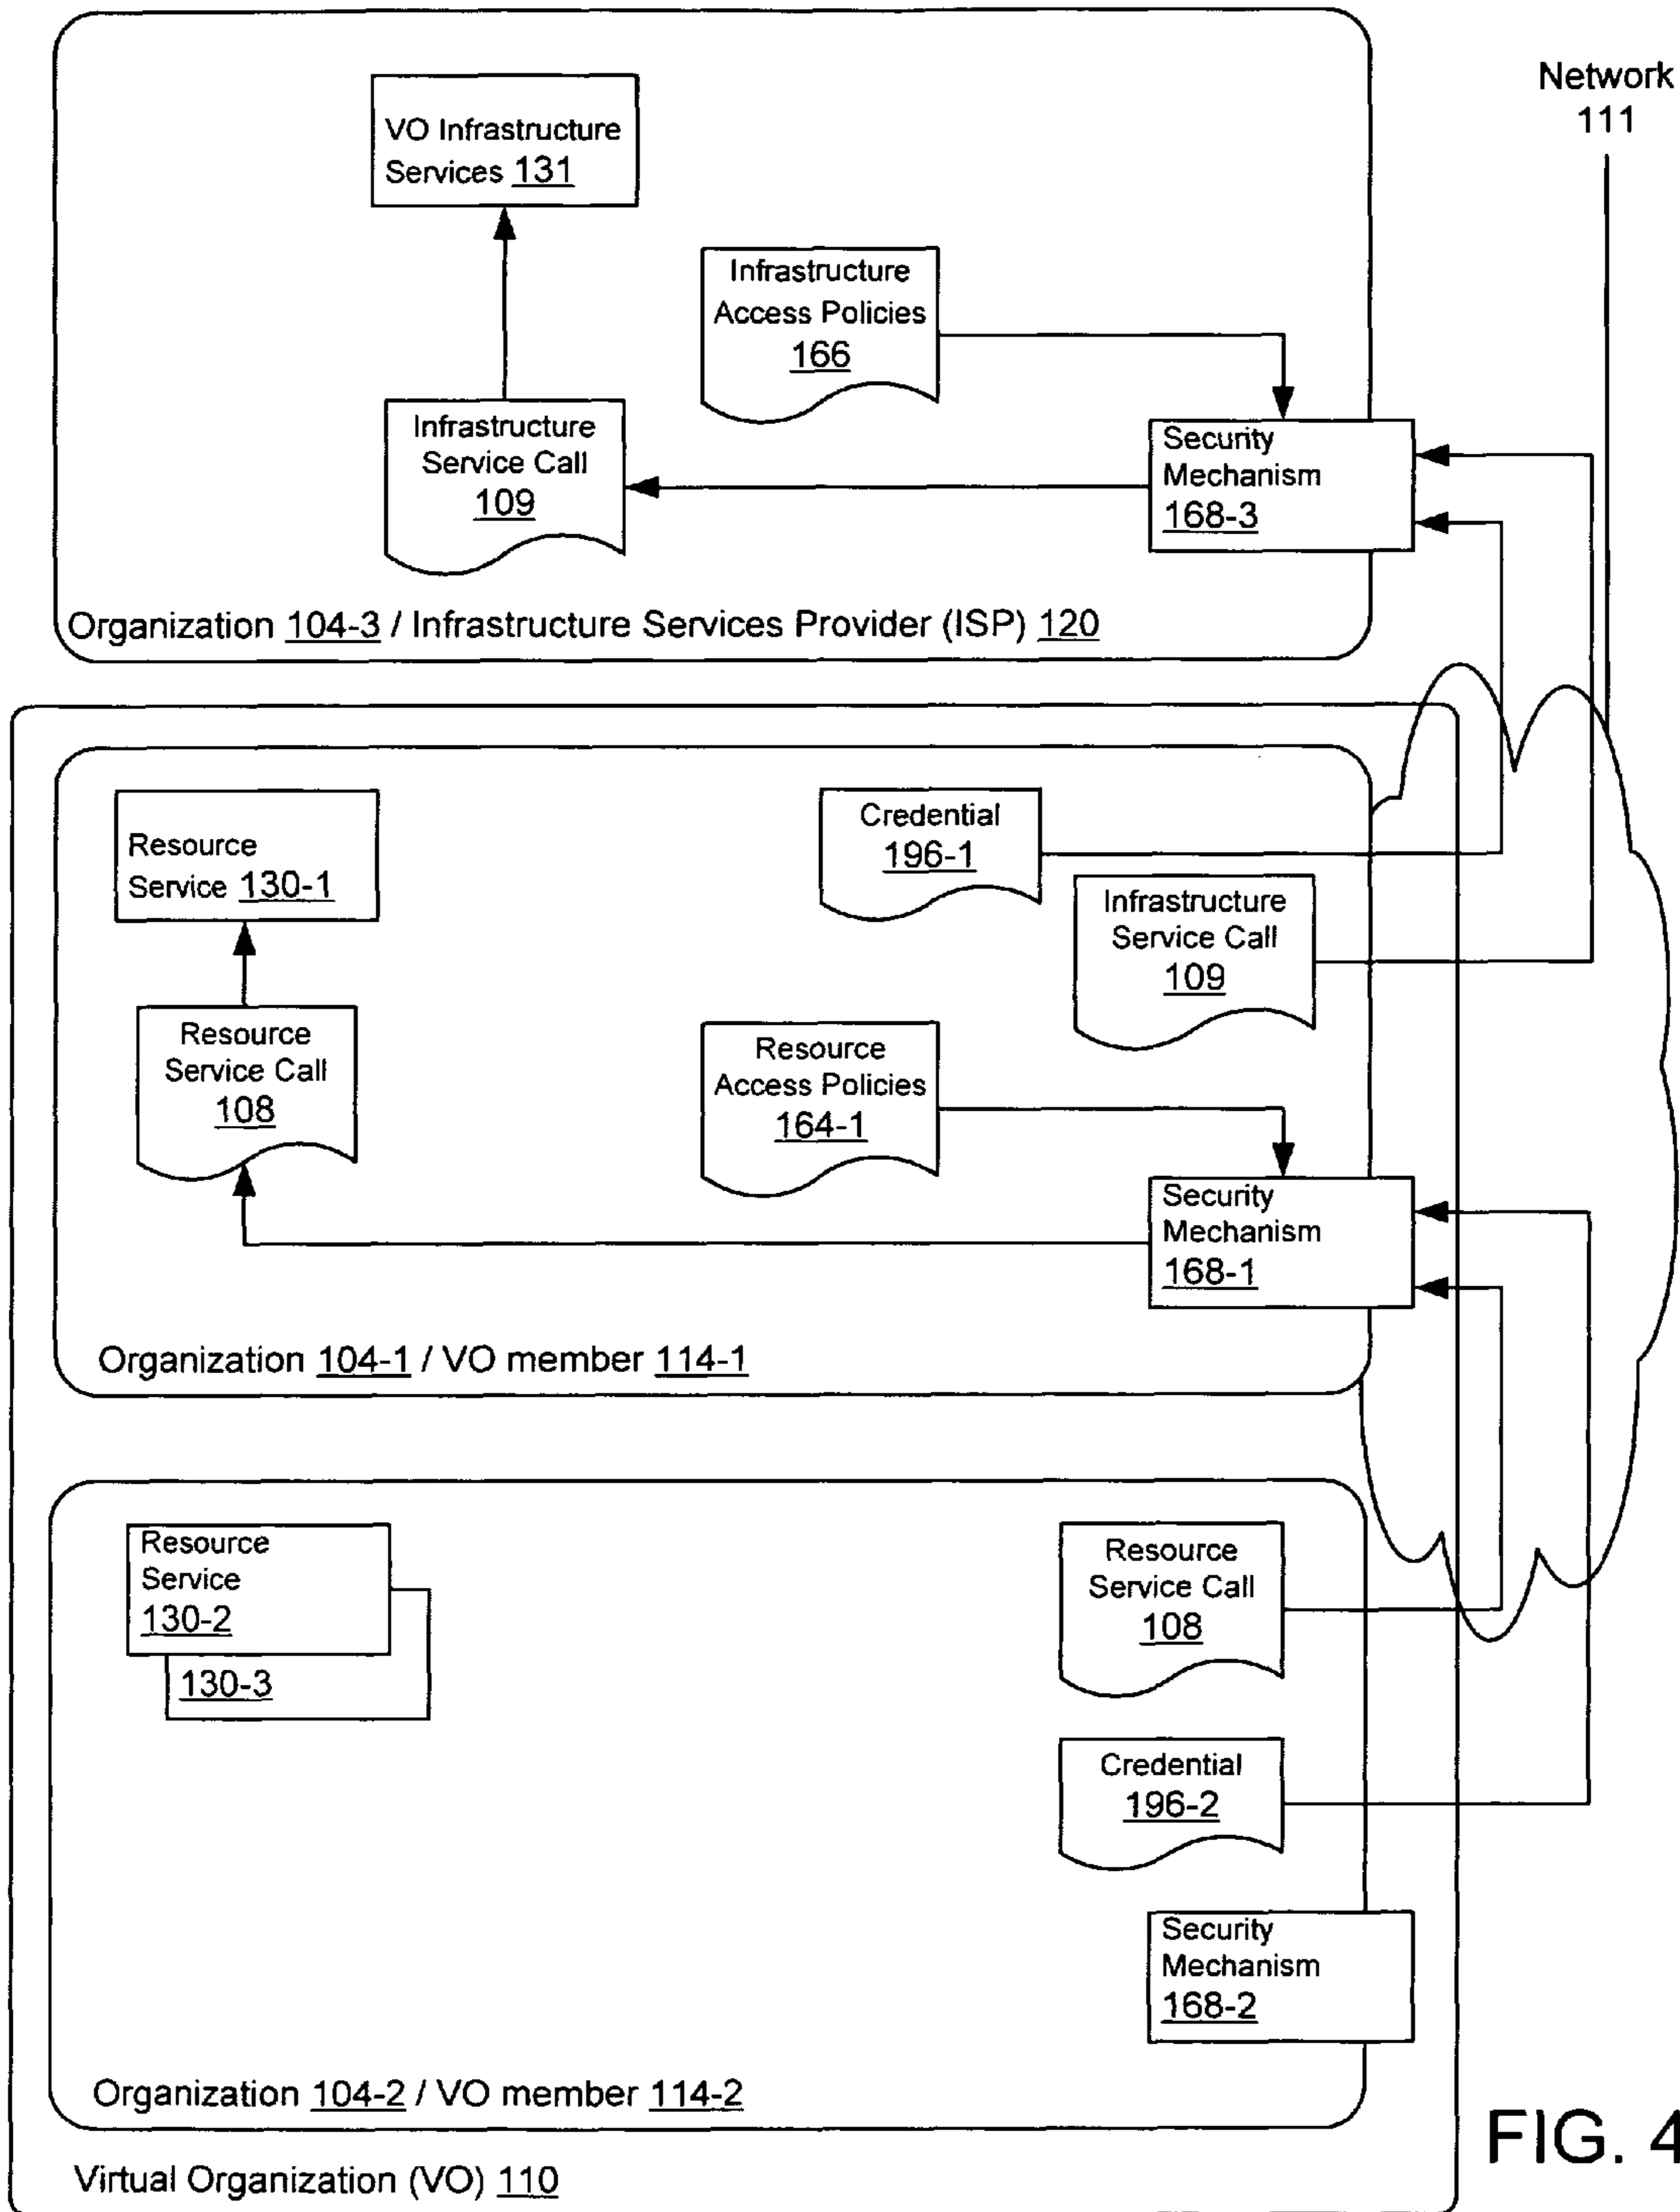 Network
111
VO Infrastructure
Services 131
Infrastructure
Access Policies
166
Infrastructure
Service Call
109
Security
Mechanism
168-3
Organization 104-3 / Infrastructure Services Provider (ISP) 120
Resource
Service 130-1
Credential
196-1
Infrastructure
Service Call
109
Resource
Service Call
108
Resource
Access Policies
164-1
Security
Mechanism
168-1
Organization 104-1 / VO member 114-1
Resource
Service
130-2
130-3
Resource
Service Call
108
Credential
196-2
Security
Mechanism
168-2
Organization 104-2 / VO member 114-2
Virtual Organization (VO) 110
FIG. 4